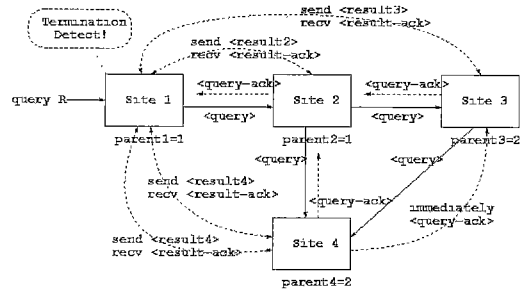 Termination
Detect!
send <result3>
recv <result-ack>
send <result2>
recv <result-ack>
<query-ack>
<query-ack>
query R
Site 1
Site 2
Site 3
<query>
<query>
parent1=1
parent2=1
parent3=2
<query>
<query>
send <result4>
recv <result-ack>
<query-ack>
immediately
<query-ack>
send <result4>
recv <result-ack>
Site 4
parent4=2